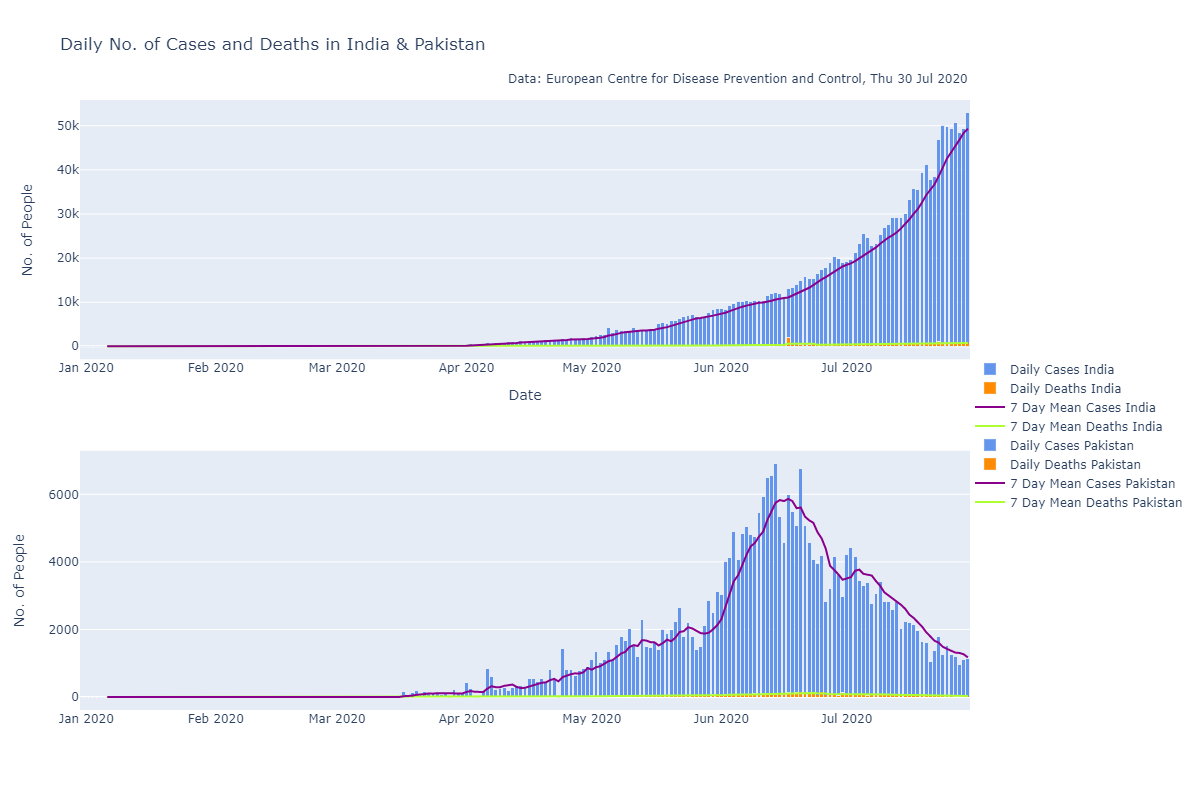 Daily No. of Cases and Deaths in India & Pakistan
Data: European Centre for Disease Prevention and Control, Thu 30 Jul 2020
No. of People
50k
40k
30k
20k
10k
0
Jan 2020 Feb 2020 Mar 2020 Apr 2020 May 2020 Jun 2020 Jul 2020
Date
Daily Cases India
Daily Deaths India
7 Day Mean Cases India
7 Day Mean Deaths India
Daily Cases Pakistan
Daily Deaths Pakistan
7 Day Mean Cases Pakistan
7 Day Mean Deaths Pakistan
No. of People
6000
4000
2000
0
Jan 2020 Feb 2020 Mar 2020 Apr 2020 May 2020 Jun 2020 Jul 2020